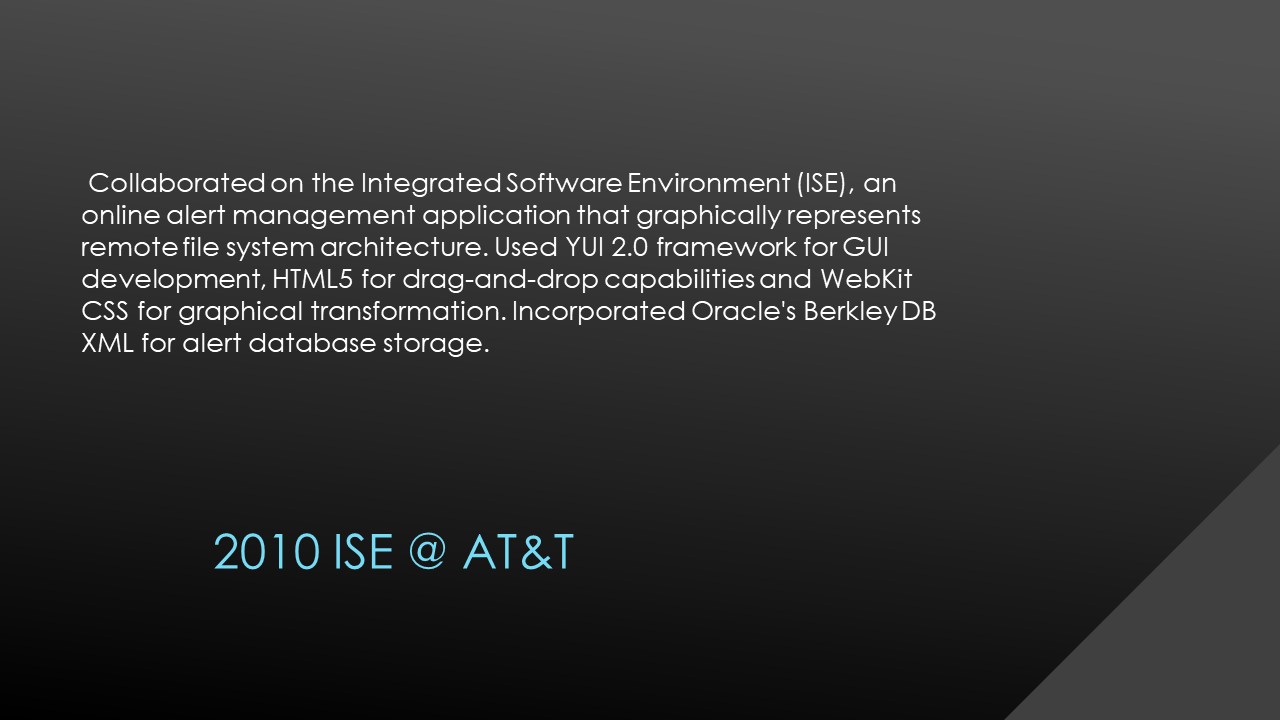 Collaborated on the Integrated Software Environment (ISE), an
online alert management application that graphically represents
remote file system architecture. Used YUI 2.0 framework for GUI
development, HTML5 for drag-and-drop capabilities and WebKit
CSS for graphical transformation. Incorporated Oracle's Berkley DB
XML for alert database storage.
2010 ISE @ AT&T